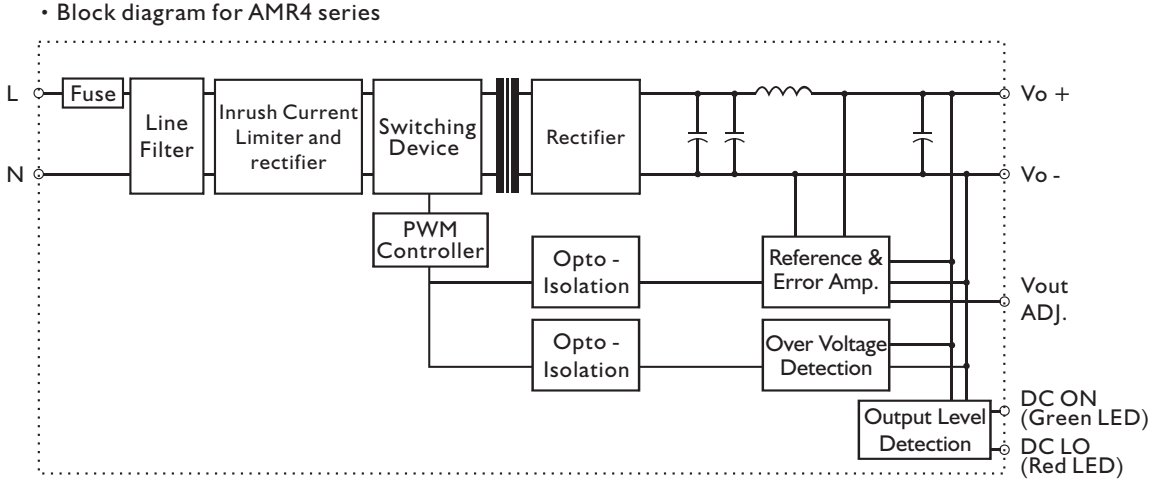 • Block diagram for AMR4 series
L
Fuse
Line
Filter
Inrush Current
Limiter and
rectifier
Switching
Device
Rectifier
Vo +
N
Vo -
PWM
Controller
Opto -
Isolation
Reference &
Error Amp.
Vout
ADJ.
Opto -
Isolation
Over Voltage
Detection
Output Level
Detection
DC ON
(Green LED)
DC LO
(Red LED)